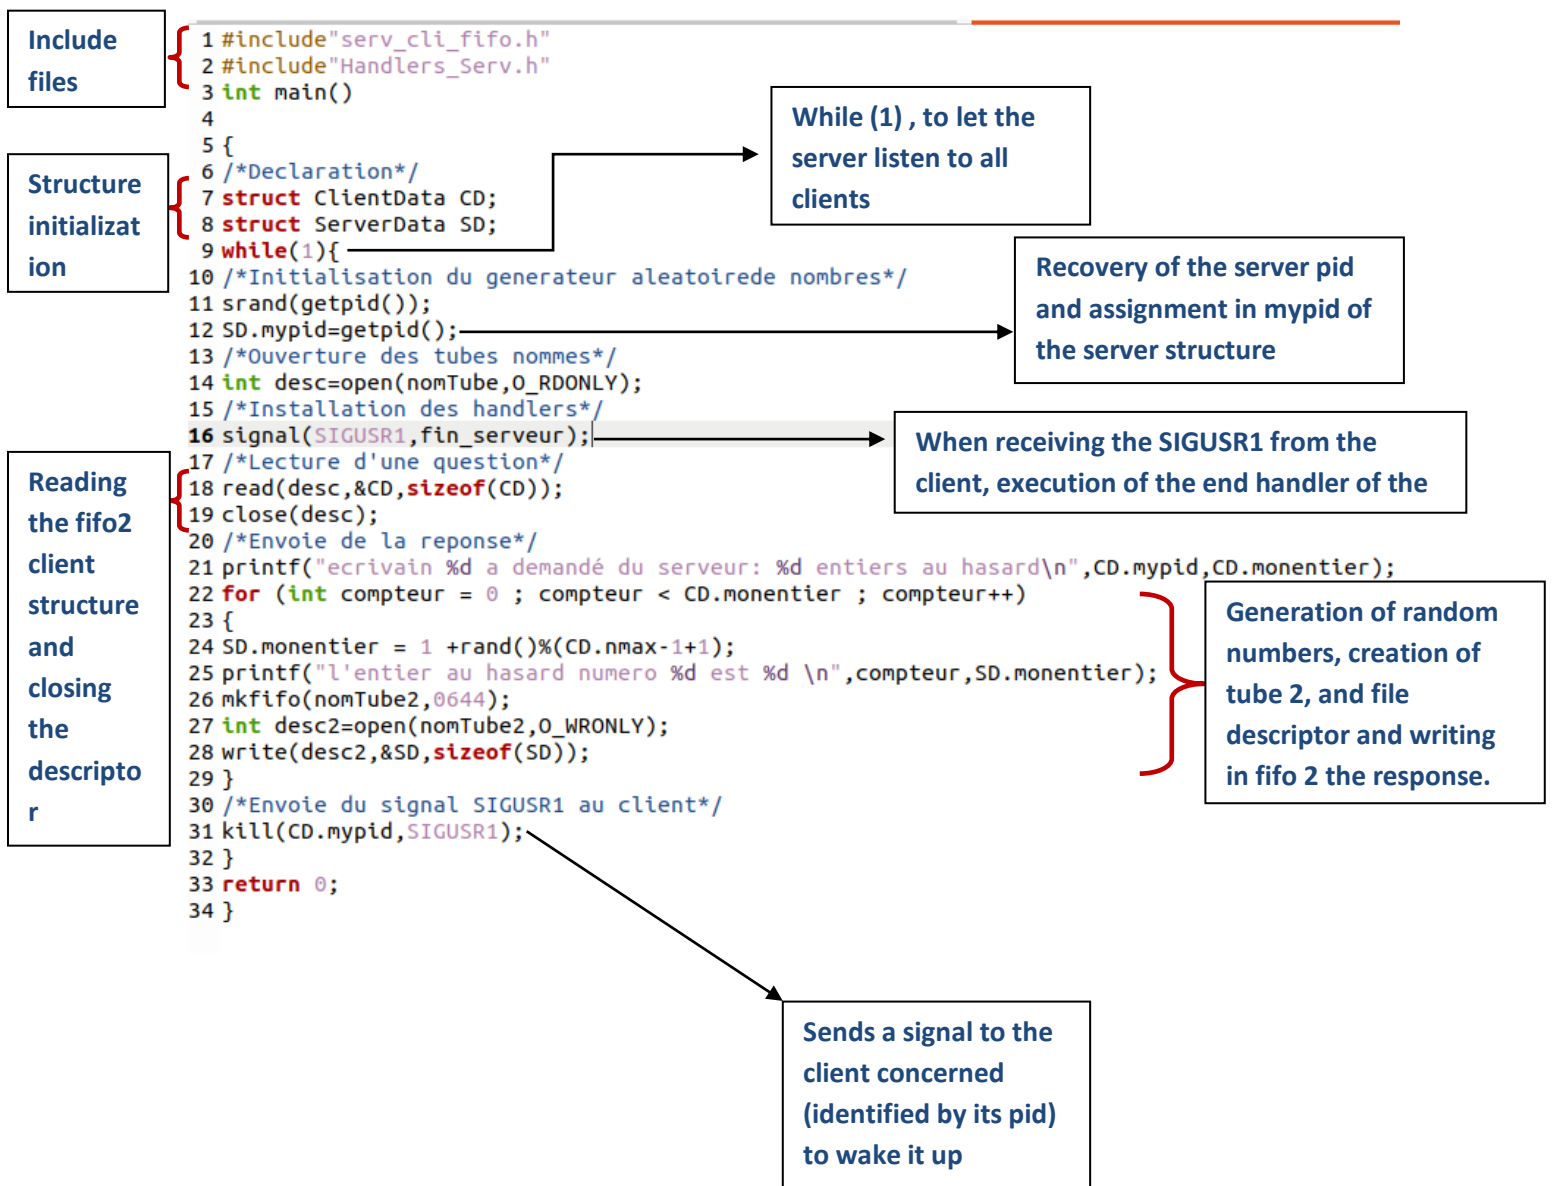 Include
files
1 #include"serv_cli_fifo.h"
2 #include"Handlers_Serv.h"
3 int main()
4
5 {
6 /*Declaration*/
7 struct ClientData CD;
8 struct ServerData SD;
9 while(1){
10 /*Initialisation du generateur aleatoirede nombres*/
11 srand(getpid());
12 SD.mypid=getpid();
13 /*Ouverture des tubes nommes*/
14 int desc=open(nomTube,O_RDONLY);
15 /*Installation des handlers*/
16 signal(SIGUSR1,fin_serveur);
17 /*Lecture d'une question*/
18 read(desc,&CD,sizeof(CD));
19 close(desc);
20 /*Envoie de la reponse*/
21 printf("ecrivain %d a demandé du serveur: %d entiers au hasard\n",CD.mypid,CD.monentier);
22 for (int compteur = 0 ; compteur < CD.monentier ; compteur++)
23 {
24 SD.monentier = 1 +rand()%(CD.nmax-1+1);
25 printf("l'entier au hasard numero %d est %d \n",compteur,SD.monentier);
26 mkfifo(nomTube2,0644);
27 int desc2=open(nomTube2,O_WRONLY);
28 write(desc2,&SD,sizeof(SD));
29 }
30 /*Envoie du signal SIGUSR1 au client*/
31 kill(CD.mypid,SIGUSR1);
32 }
33 return 0;
34 }
Structure
initializat
ion
Reading
the fifo2
client
structure
and
closing
the
descripto
r
While (1) , to let the
server listen to all
clients
Recovery of the server pid
and assignment in mypid of
the server structure
When receiving the SIGUSR1 from the
client, execution of the end handler of the
Generation of random
numbers, creation of
tube 2, and file
descriptor and writing
in fifo 2 the response.
Sends a signal to the
client concerned
(identified by its pid)
to wake it up